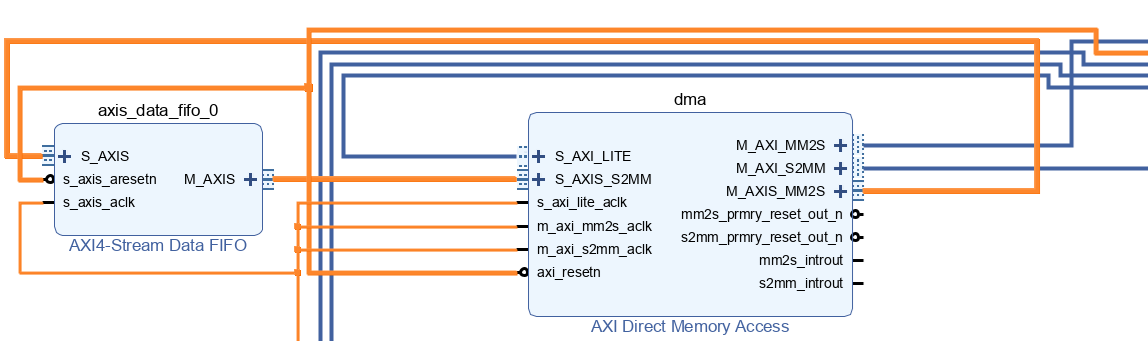 axis_data_fifo_0
S_AXIS
s_axis_aresetn
s_axis_aclk
M_AXIS
AXI4-Stream Data FIFO
dma
S_AXI_LITE
S_AXIS_S2MM
s_axi_lite_aclk
m_axi_mm2s_aclk
m_axi_s2mm_aclk
axi_resetn
M_AXI_MM2S
M_AXI_S2MM
M_AXIS_MM2S
mm2s_prmry_reset_out_n
s2mm_prmry_reset_out_n
mm2s_introut
s2mm_introut
AXI Direct Memory Access